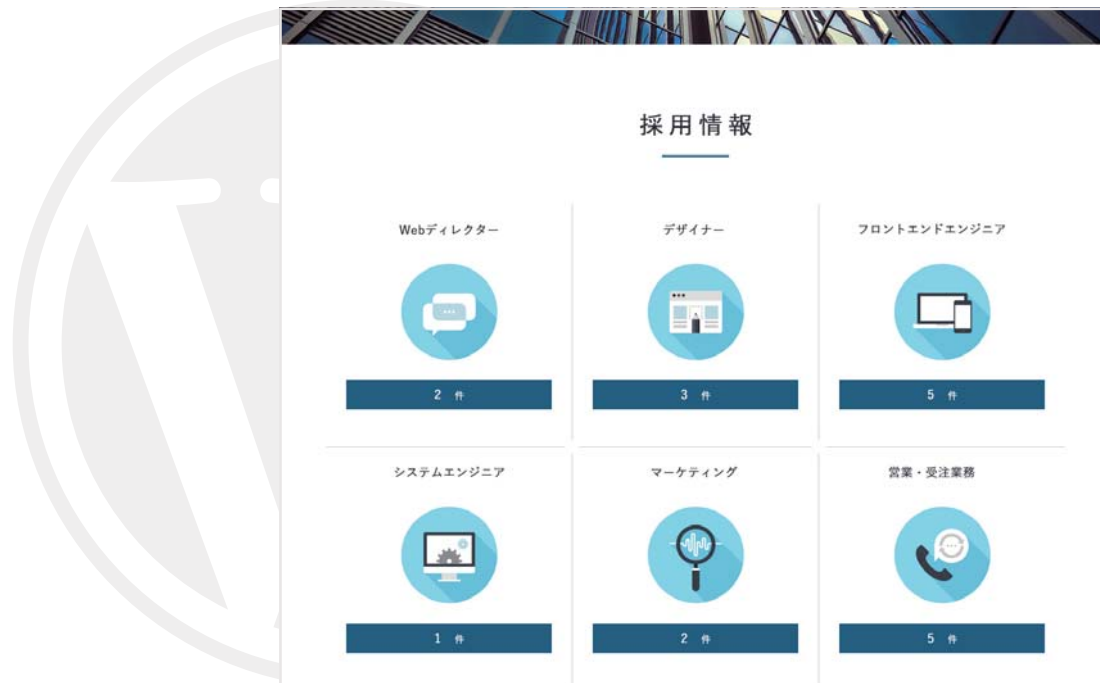 採用情報
Webディレクター
デザイナー
フロントエンドエンジニア
2 件
3 件
5 件
システムエンジニア
マーケティング
営業・受注業務
1 件
2 件
5 件